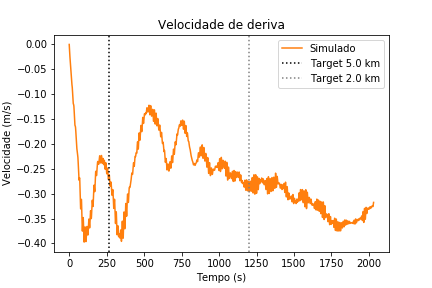 Velocidade de deriva
Velocidade (m/s)
0.00
−0.05
−0.10
−0.15
−0.20
−0.25
−0.30
−0.35
−0.40
Simulado
Target 5.0 km
Target 2.0 km
0 250 500 750 1000 1250 1500 1750 2000
Tempo (s)